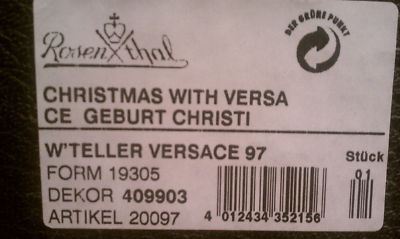 Rosenthal
DER GRÜNE PUNKT
CHRISTMAS WITH VERSA
CE GEBURT CHRISTI
W'TELLER VERSACE 97 Stück
FORM 19305 01
DEKOR 409903
ARTIKEL 20097 4 012434 352156